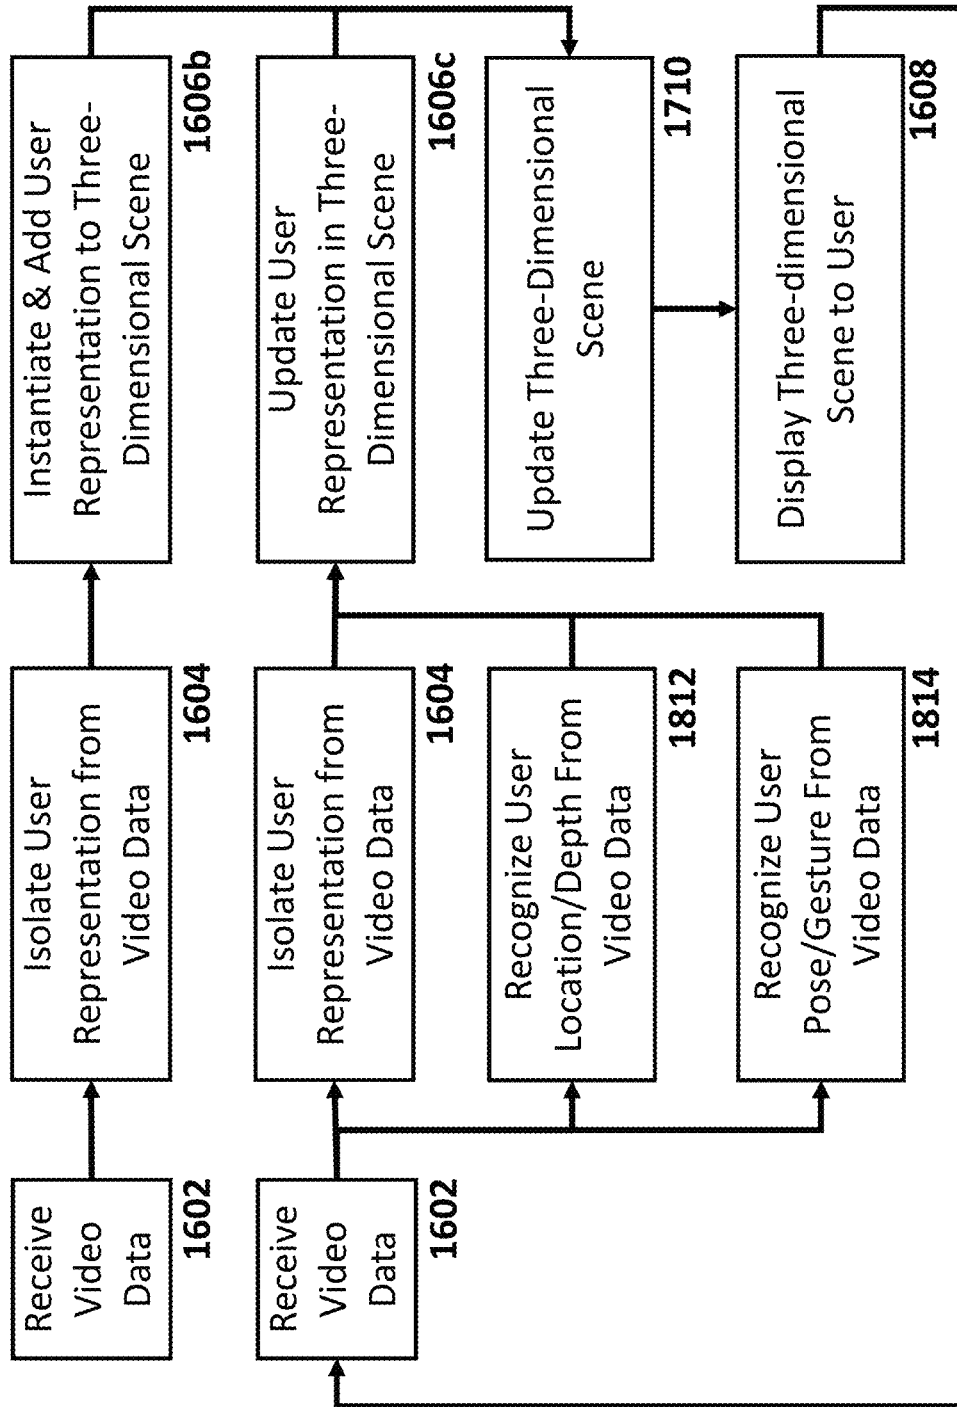 Receive
Video
Data
1602
Isolate User
Representation from
Video Data
1604
Instantiate & Add User
Representation to Three-
Dimensional Scene
1606b
Receive
Video
Data
1602
Isolate User
Representation from
Video Data
1604
Update User
Representation in Three-
Dimensional Scene
1606c
Recognize User
Location/Depth From
Video Data
1812
Update Three-Dimensional
Scene
1710
Recognize User
Pose/Gesture From
Video Data
1814
Display Three-dimensional
Scene to User
1608